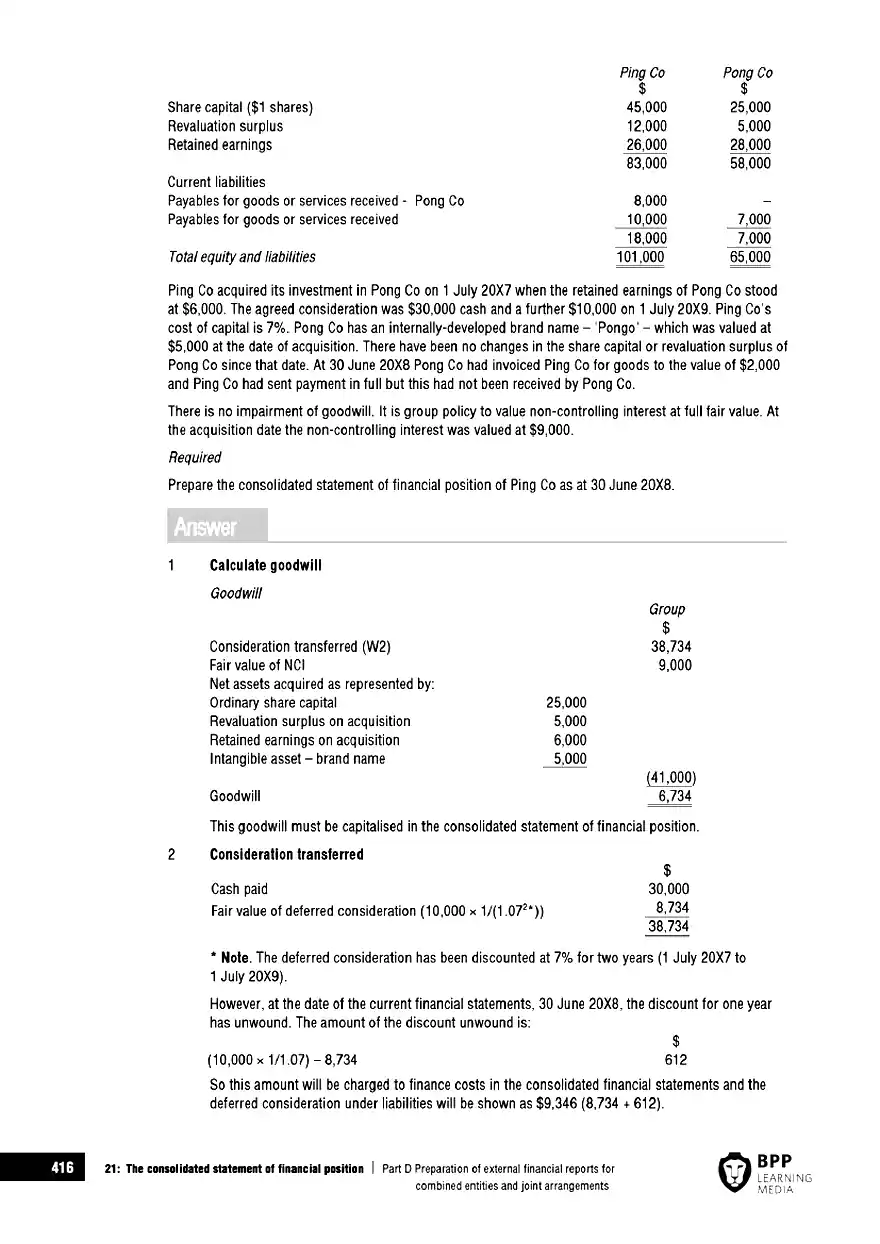 Ping Co Pong Co
$ $
Share capital ($1 shares) 45,000 25,000
Revaluation surplus 12,000 5,000
Retained earnings 26,000 28,000
83,000 58,000
Current liabilities
Payables for goods or services received - Pong Co 8,000 –
Payables for goods or services received 10,000 7,000
18,000 7,000
Total equity and liabilities 101,000 65,000
Ping Co acquired its investment in Pong Co on 1 July 20X7 when the retained earnings of Pong Co stood
at $6,000. The agreed consideration was $30,000 cash and a further $10,000 on 1 July 20X9. Ping Co's
cost of capital is 7%. Pong Co has an internally-developed brand name – 'Pongo' – which was valued at
$5,000 at the date of acquisition. There have been no changes in the share capital or revaluation surplus of
Pong Co since that date. At 30 June 20X8 Pong Co had invoiced Ping Co for goods to the value of $2,000
and Ping Co had sent payment in full but this had not been received by Pong Co.
There is no impairment of goodwill. It is group policy to value non-controlling interest at full fair value. At
the acquisition date the non-controlling interest was valued at $9,000.
Required
Prepare the consolidated statement of financial position of Ping Co as at 30 June 20X8.
Answer
1 Calculate goodwill
Goodwill
Group
$
Consideration transferred (W2) 38,734
Fair value of NCI 9,000
Net assets acquired as represented by:
Ordinary share capital 25,000
Revaluation surplus on acquisition 5,000
Retained earnings on acquisition 6,000
Intangible asset – brand name 5,000
(41,000)
Goodwill 6,734
This goodwill must be capitalised in the consolidated statement of financial position.
2 Consideration transferred
$
Cash paid 30,000
Fair value of deferred consideration (10,000 × 1/(1.07²*)) 8,734
38,734
* Note. The deferred consideration has been discounted at 7% for two years (1 July 20X7 to
1 July 20X9).
However, at the date of the current financial statements, 30 June 20X8, the discount for one year
has unwound. The amount of the discount unwound is:
$
(10,000 × 1/1.07) – 8,734 612
So this amount will be charged to finance costs in the consolidated financial statements and the
deferred consideration under liabilities will be shown as $9,346 (8,734 + 612).
416 21: The consolidated statement of financial position | Part D Preparation of external financial reports for
combined entities and joint arrangements
BPP
LEARNING
MEDIA